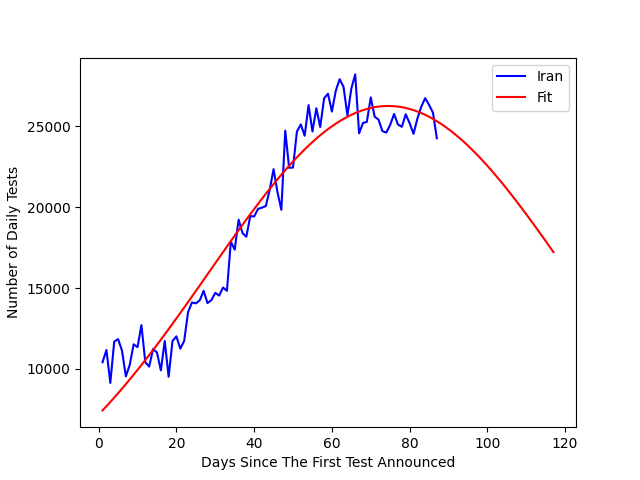 Iran
Fit
25000
20000
15000
10000
Number of Daily Tests
0 20 40 60 80 100 120
Days Since The First Test Announced